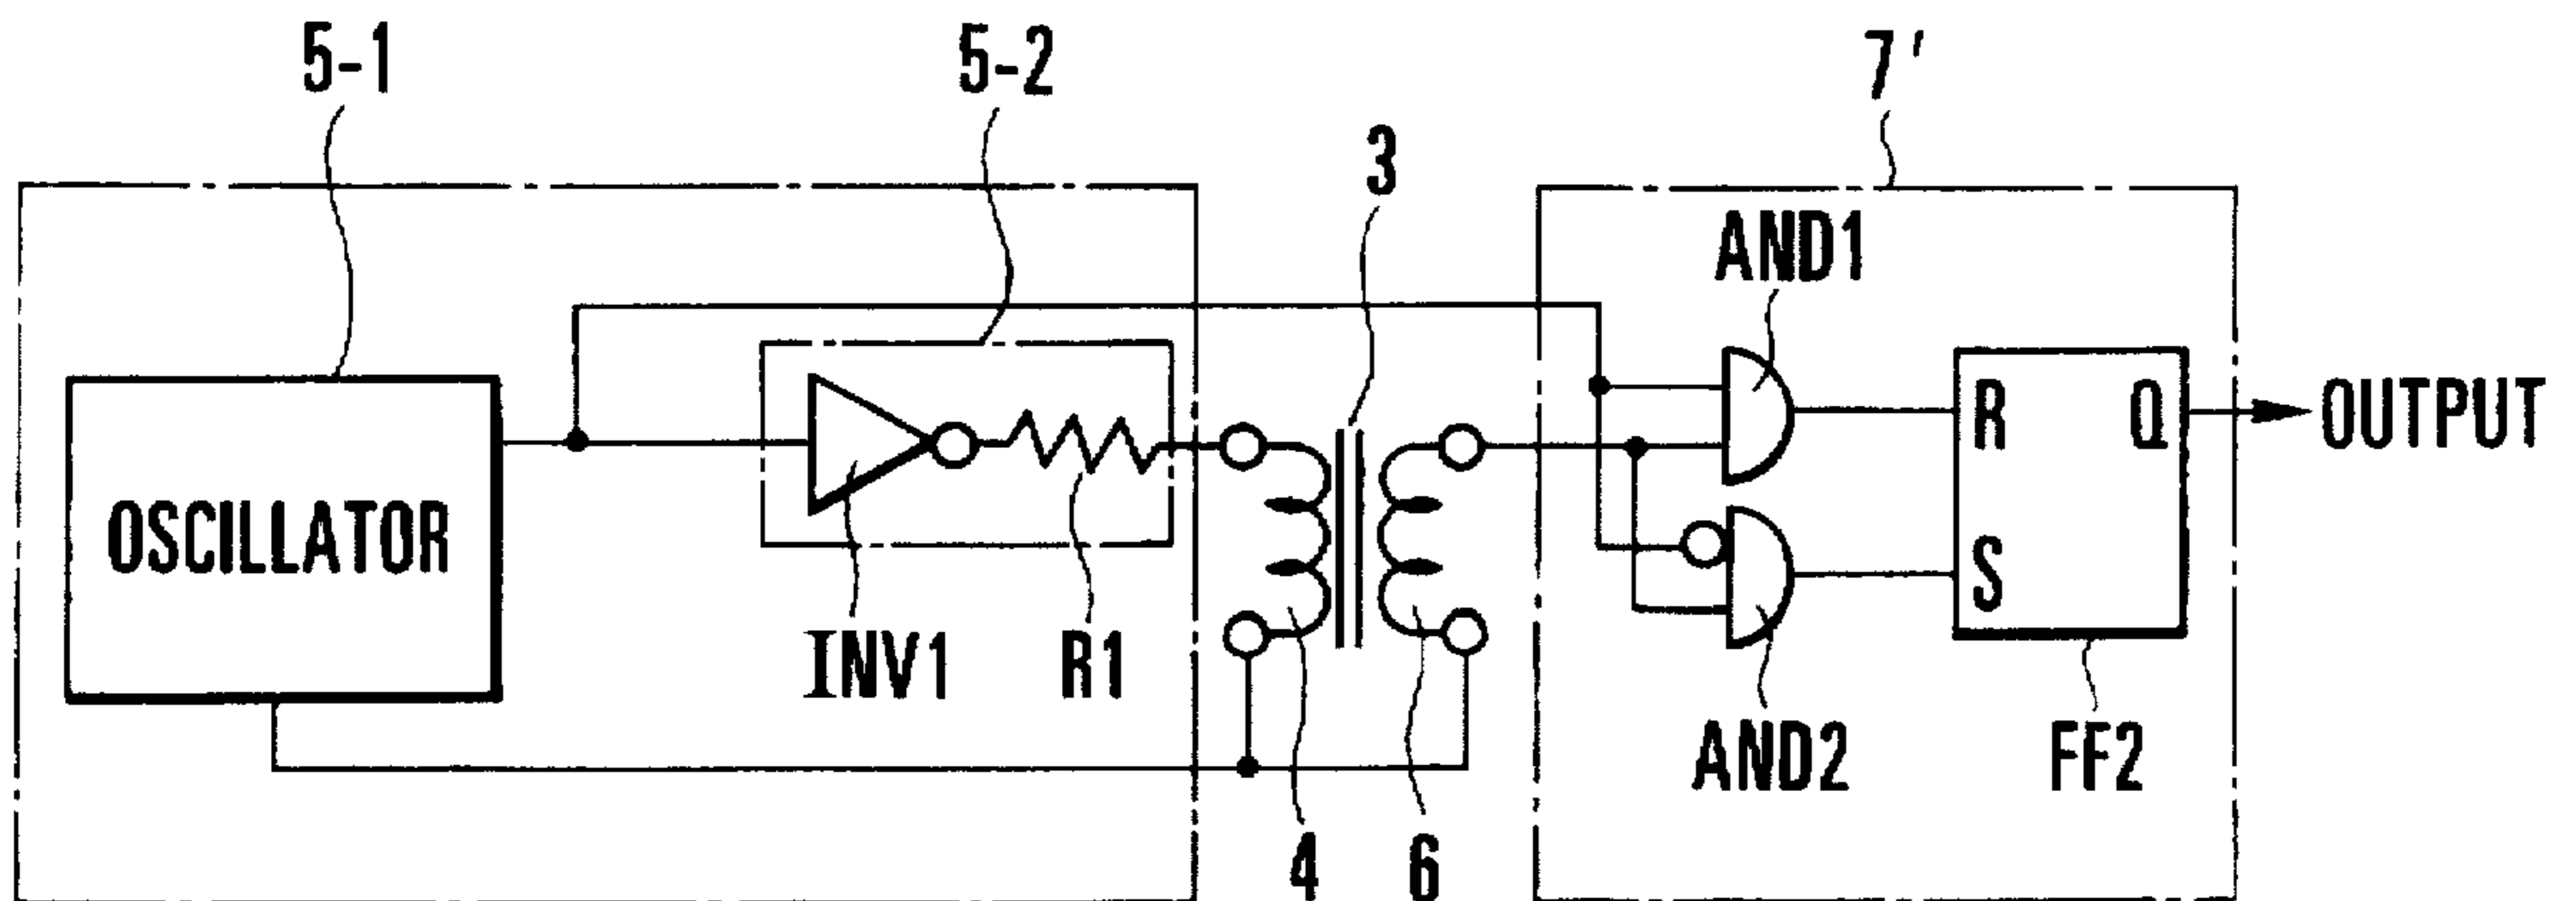 5-1
5-2
7'
3
AND1
OSCILLATOR
INV1
R1
R
Q
OUTPUT
S
AND2
FF2
4
6